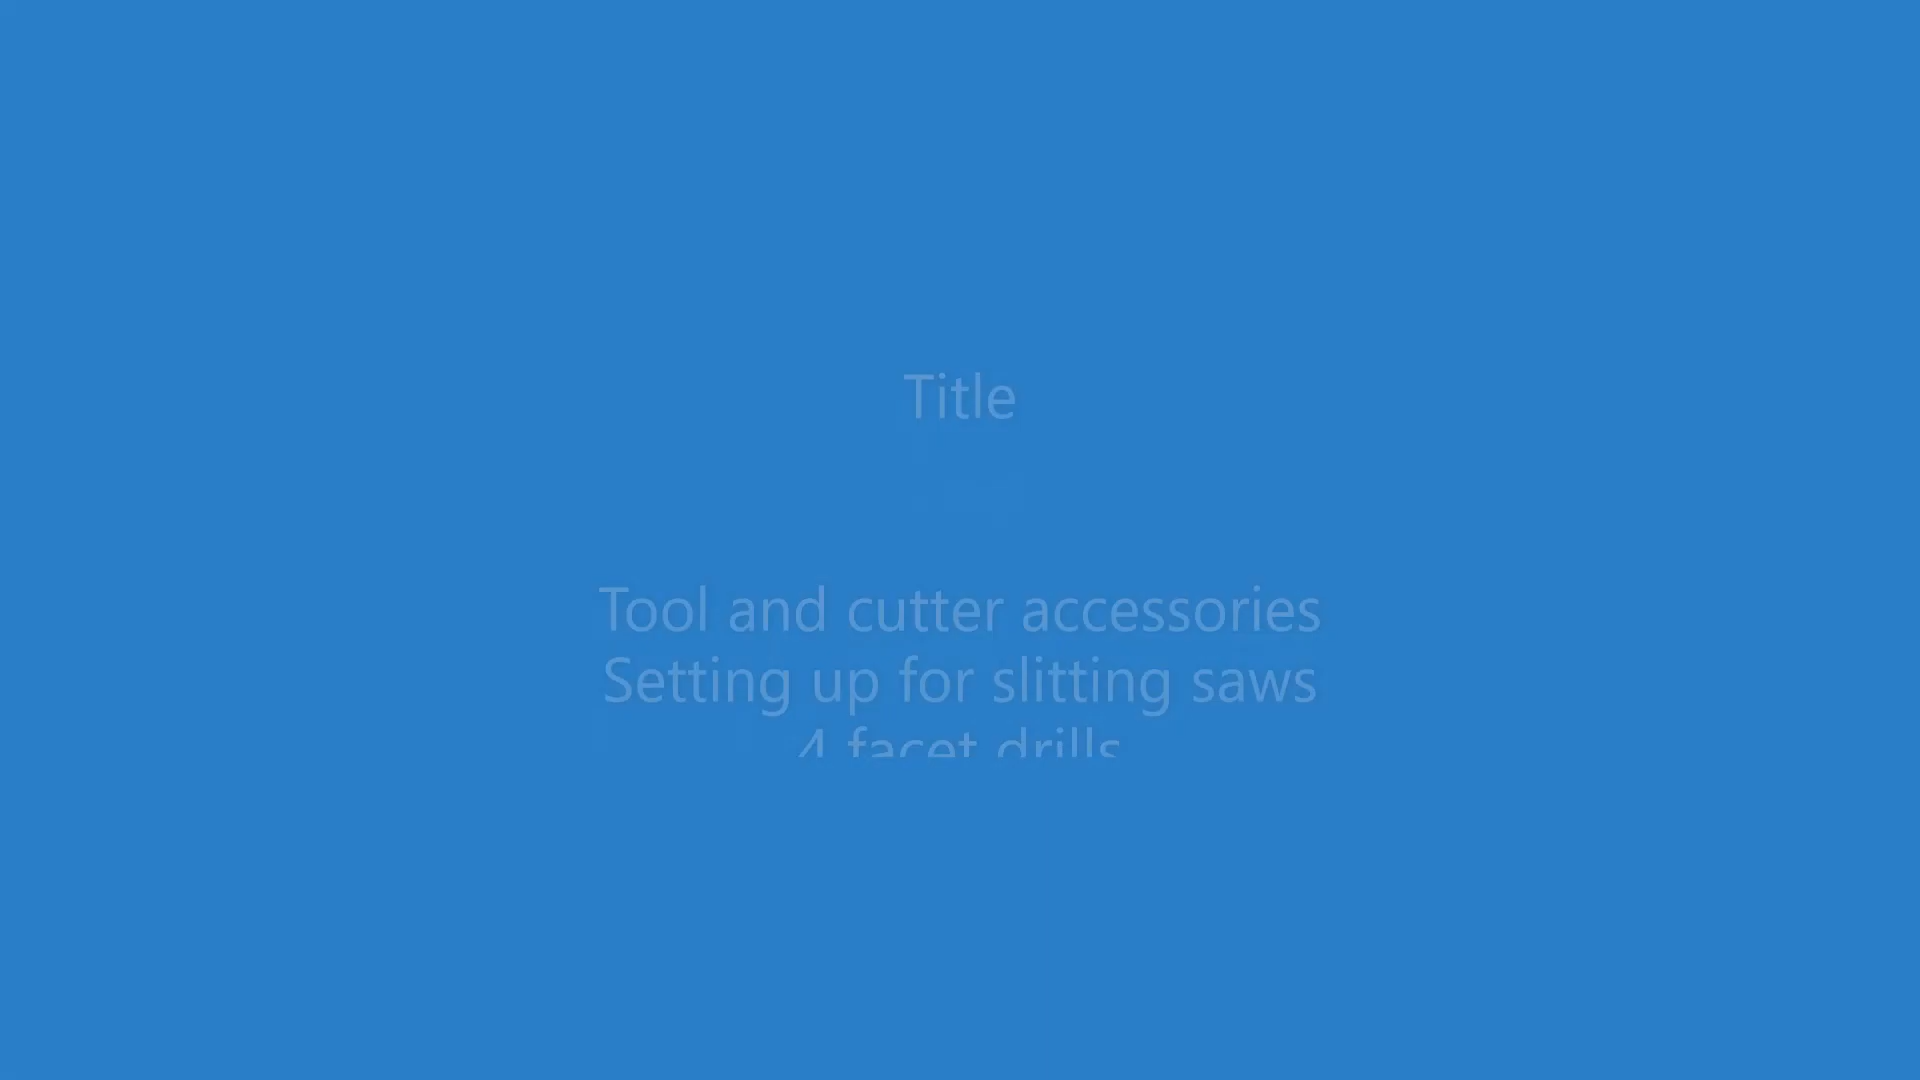 Title
Tool and cutter accessories
Setting up for slitting saws
4 facet drills